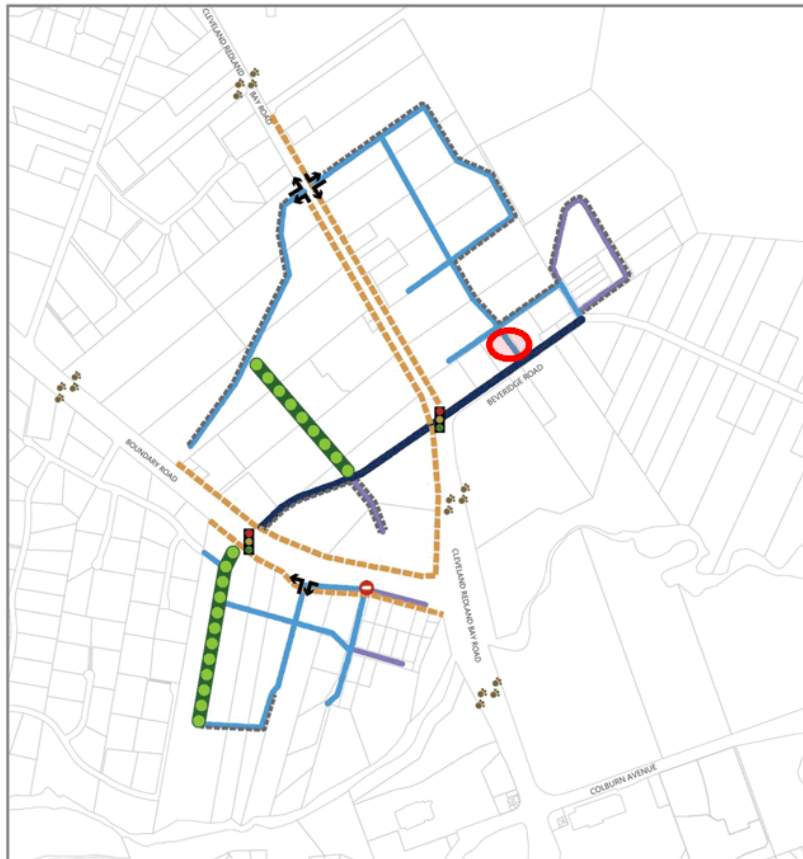 CLEVELAND REDLAND
BAY ROAD
BEVERIDGE ROAD
BOUNDARY ROAD
CLEVELAND REDLAND BAY ROAD
COLBURN AVENUE